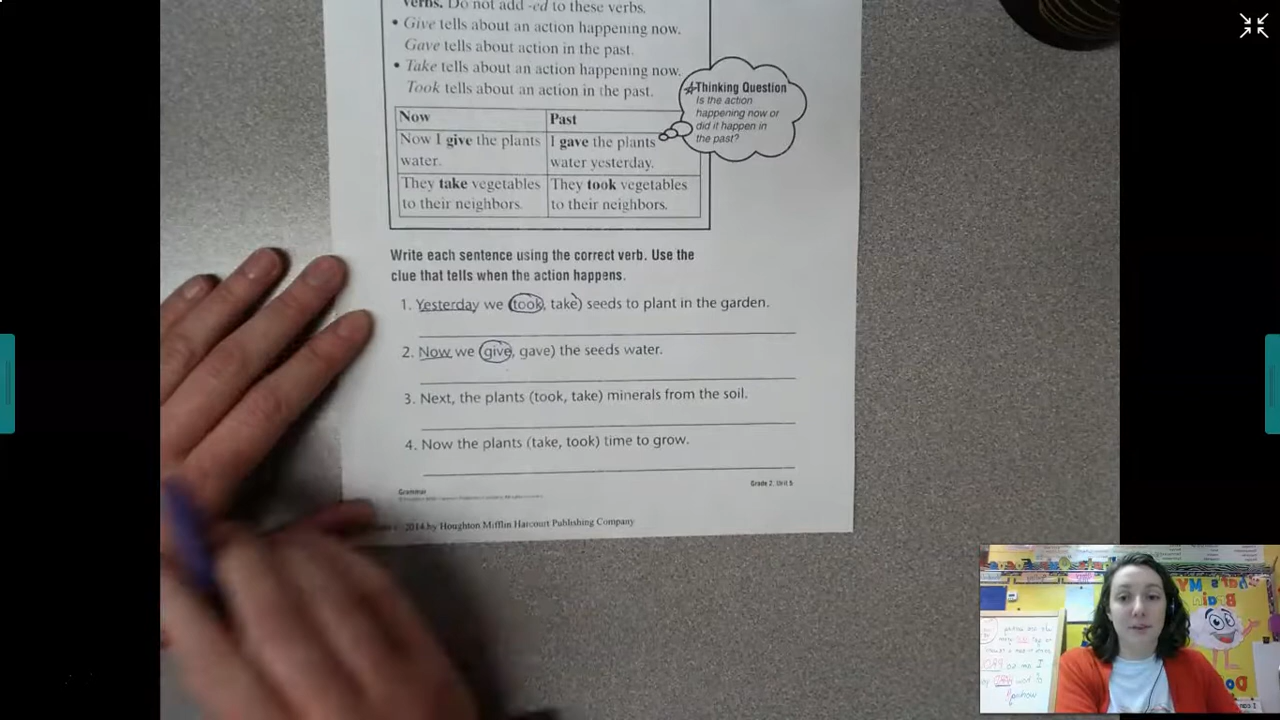 verbs. Do not add -ed to these verbs.
• Give tells about an action happening now.
Gave tells about action in the past.
• Take tells about an action happening now.
Took tells about an action in the past.
Thinking Question
Is the action
happening now or
did it happen in
the past?
Now Past
Now I give the plants
water.
I gave the plants
water yesterday.
They take vegetables
to their neighbors.
They took vegetables
to their neighbors.
Write each sentence using the correct verb. Use the
clue that tells when the action happens.
1. Yesterday we (took, take) seeds to plant in the garden.
2. Now we (give, gave) the seeds water.
3. Next, the plants (took, take) minerals from the soil.
4. Now the plants (take, took) time to grow.
Grammar
Grade 2, Unit 5
2014 by Houghton Mifflin Harcourt Publishing Company